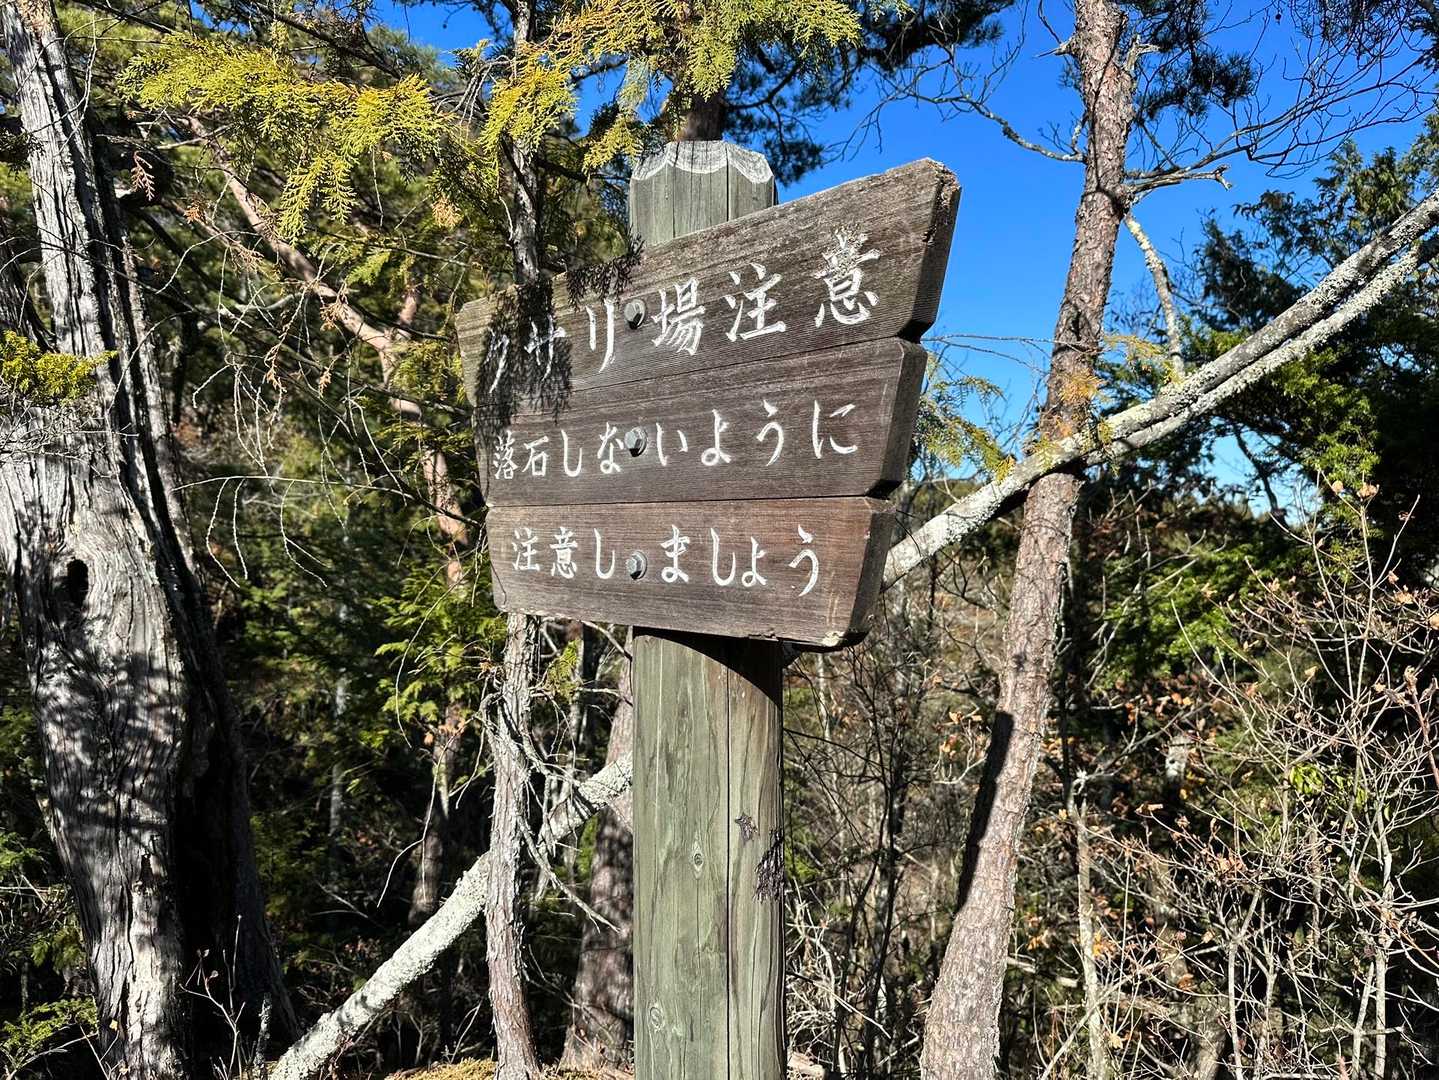 クサリ場注意
落石しないように
注意しましょう